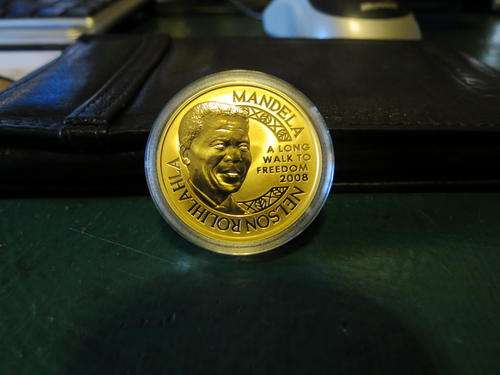 MANDELA
A LONG
WALK TO
FREEDOM
2008
NELSON ROLIHLAHLA